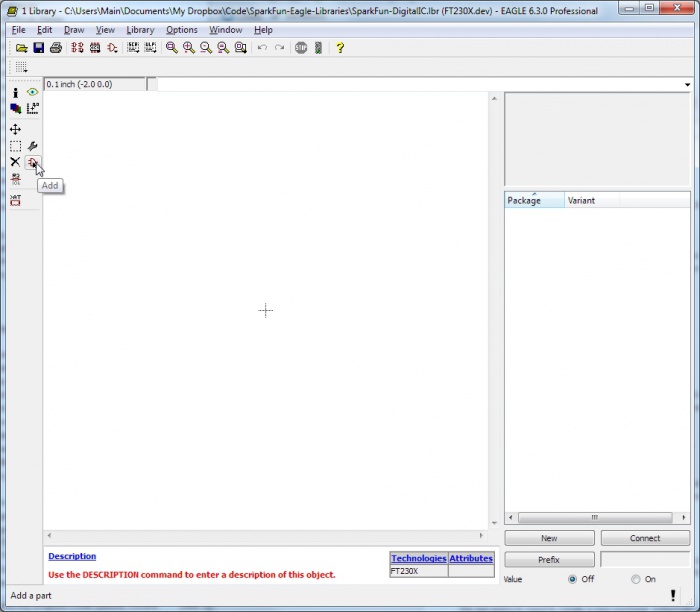 1 Library - C:\Users\Main\Documents\My Dropbox\Code\SparkFun-Eagle-Libraries\SparkFun-DigitalIC.lbr (FT230X.dev) - EAGLE 6.3.0 Professional
File Edit Draw View Library Options Window Help
SCR ULP STOP ?
0.1 inch (-2.0 0.0)
Add
Package Variant
New Connect
Prefix
Value Off On
Description
Technologies Attributes
FT230X
Use the DESCRIPTION command to enter a description of this object.
Add a part !